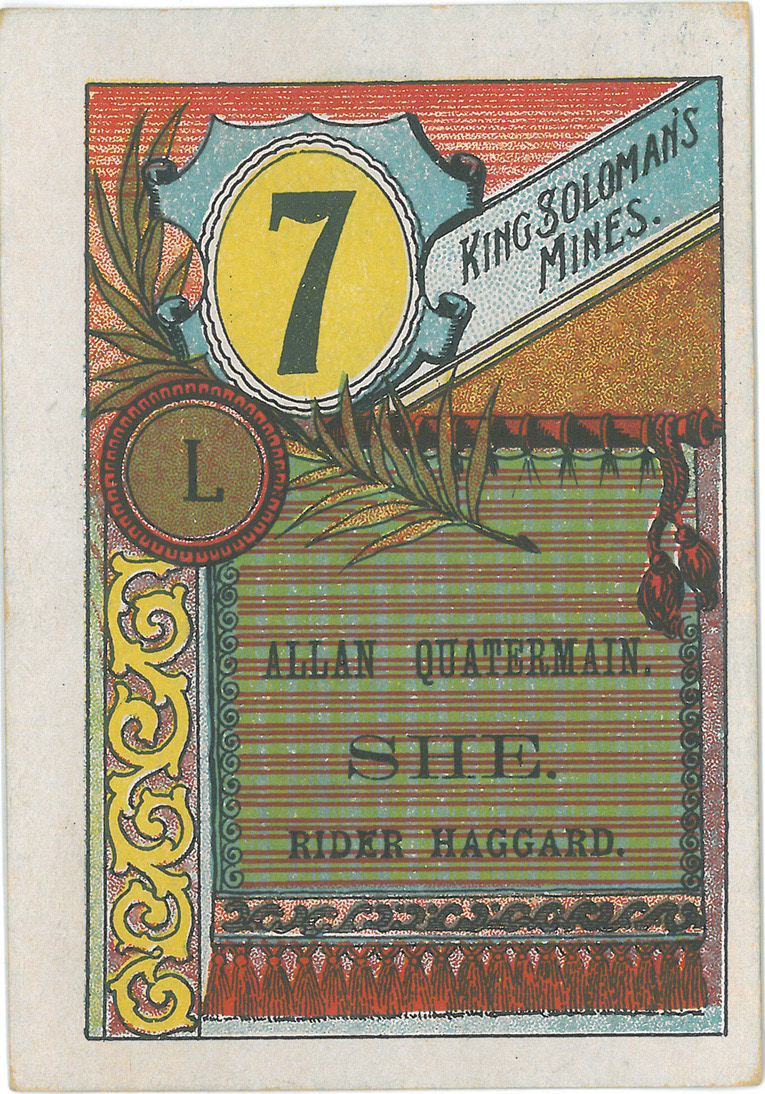 7
KING SOLOMAN'S
MINES.
L
ALLAN QUATERMAIN.
SHE.
RIDER HAGGARD.